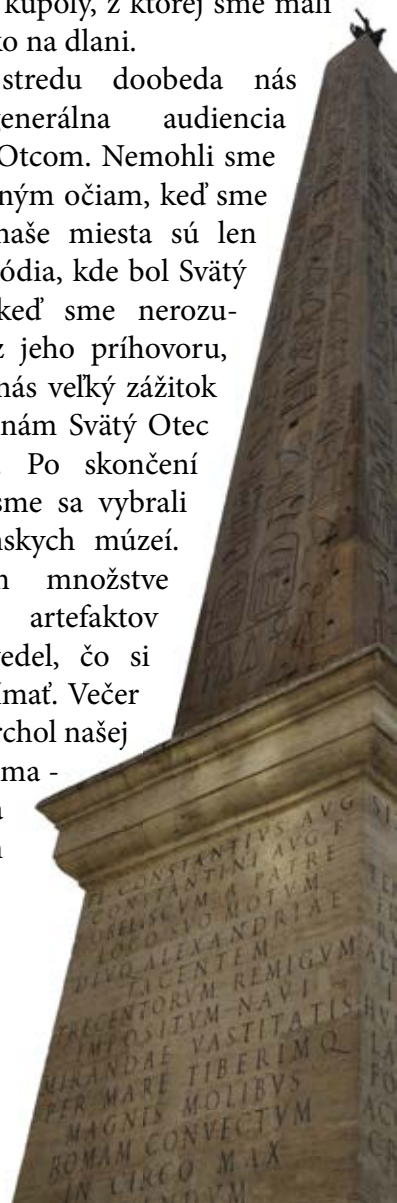 kupoly, z ktorej sme mali
ko na dlani.
stredu doobeda nás
generálna audiencia
Otcom. Nemohli sme
ným očiam, keď sme
naše miesta sú len
ódia, kde bol Svätý
keď sme nerozu-
z jeho príhovoru,
nás veľký zážitok
nám Svätý Otec
Po skončení
sme sa vybrali
nskych múzeí.
množstve
artefaktov
edel, čo si
ímať. Večer
rchol našej
ma -
FL CONSTANTIVS AVG
CONSTANTINI AVG F
OBELISCVM A PATRE
LOCO SVO MOTVM
DIVQ ALEXANDRIAE
IACENTEM
TRECENTORVM REMIGVM
IMPOSITVM NAVI
MIRANDAE VASTITATIS
PER MARE TIBERIMQ
MAGNIS MOLIBVS
ROMAM CONVECTVM
IN CIRCO MAX
NDVM